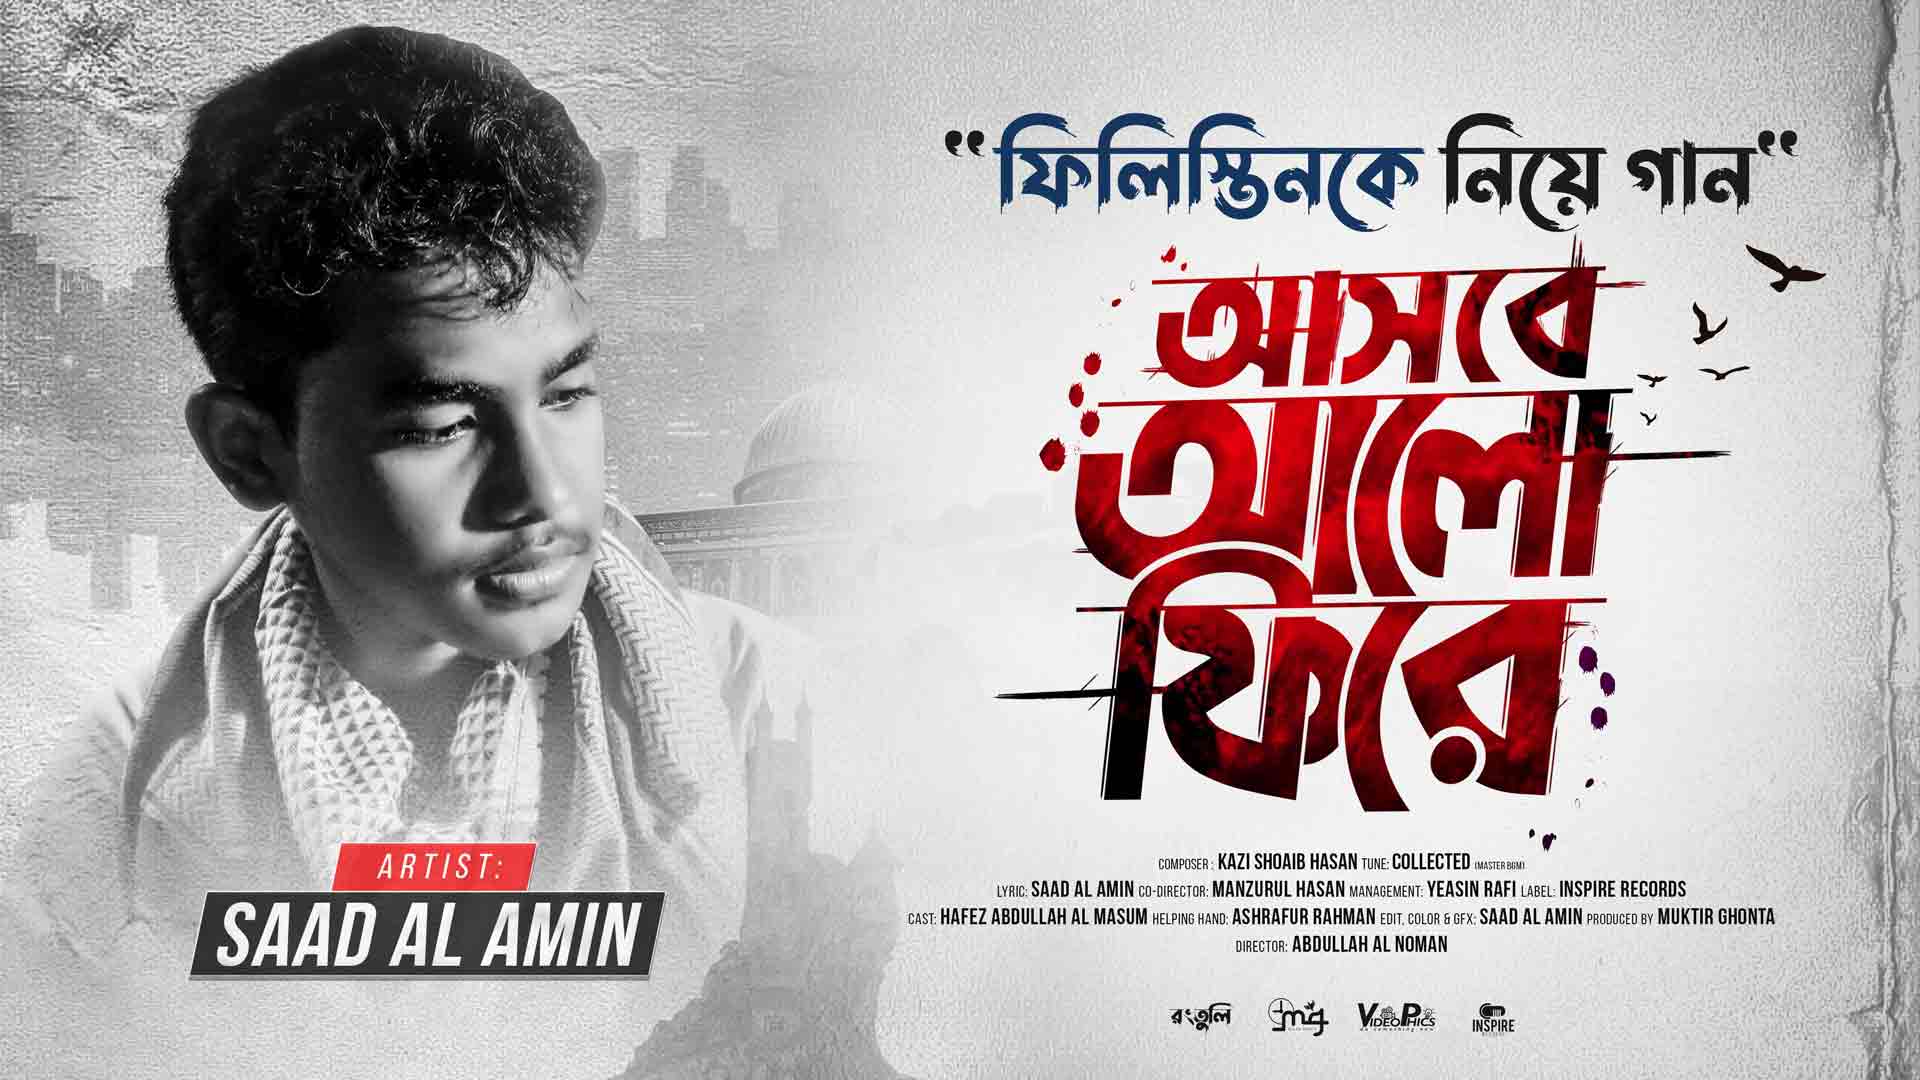 “ফিলিস্তিনকে নিয়ে গান“
আসবে
আলো
ফিরে
ARTIST:
SAAD AL AMIN
COMPOSER : KAZI SHOAIB HASAN TUNE: COLLECTED (MASTER BGM)
LYRIC: SAAD AL AMIN CO-DIRECTOR: MANZURUL HASAN MANAGEMENT: YEASIN RAFI LABEL: INSPIRE RECORDS
CAST: HAFEZ ABDULLAH AL MASUM HELPING HAND: ASHRAFUR RAHMAN EDIT, COLOR & GFX: SAAD AL AMIN PRODUCED BY MUKTIR GHONTA
DIRECTOR: ABDULLAH AL NOMAN
রংতুলি
mg
VIDEOPHICS
INSPIRE